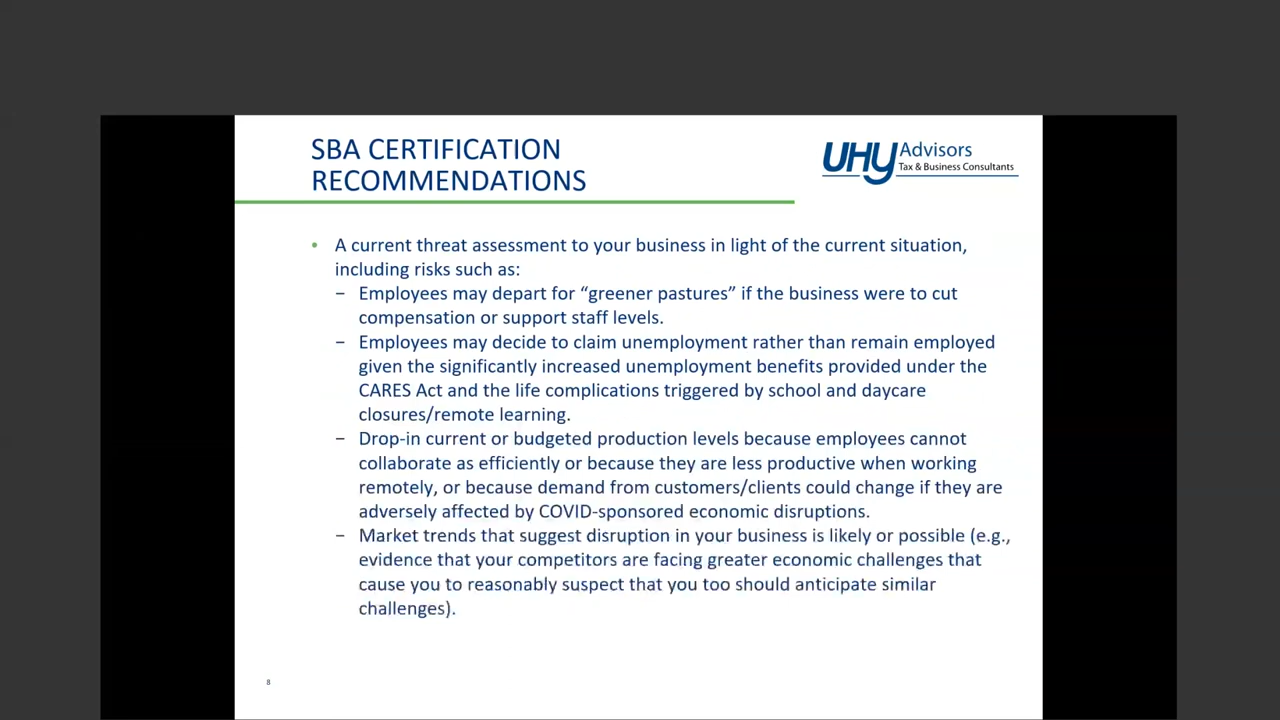 SBA CERTIFICATION
RECOMMENDATIONS
UHY Advisors
Tax & Business Consultants
• A current threat assessment to your business in light of the current situation,
including risks such as:
− Employees may depart for “greener pastures” if the business were to cut
compensation or support staff levels.
− Employees may decide to claim unemployment rather than remain employed
given the significantly increased unemployment benefits provided under the
CARES Act and the life complications triggered by school and daycare
closures/remote learning.
− Drop-in current or budgeted production levels because employees cannot
collaborate as efficiently or because they are less productive when working
remotely, or because demand from customers/clients could change if they are
adversely affected by COVID-sponsored economic disruptions.
− Market trends that suggest disruption in your business is likely or possible (e.g.,
evidence that your competitors are facing greater economic challenges that
cause you to reasonably suspect that you too should anticipate similar
challenges).
8